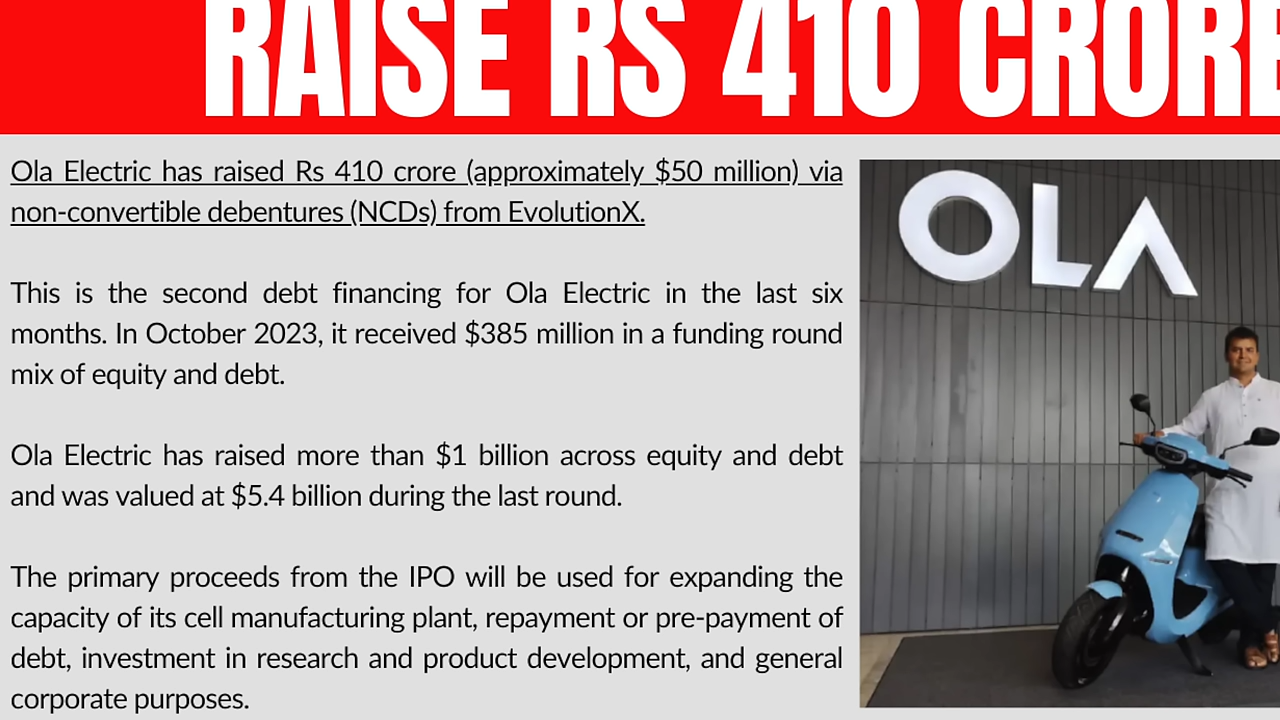 RAISE RS 410 CRORE
Ola Electric has raised Rs 410 crore (approximately $50 million) via
non-convertible debentures (NCDs) from EvolutionX.
This is the second debt financing for Ola Electric in the last six
months. In October 2023, it received $385 million in a funding round
mix of equity and debt.
Ola Electric has raised more than $1 billion across equity and debt
and was valued at $5.4 billion during the last round.
The primary proceeds from the IPO will be used for expanding the
capacity of its cell manufacturing plant, repayment or pre-payment of
debt, investment in research and product development, and general
corporate purposes.
OLA